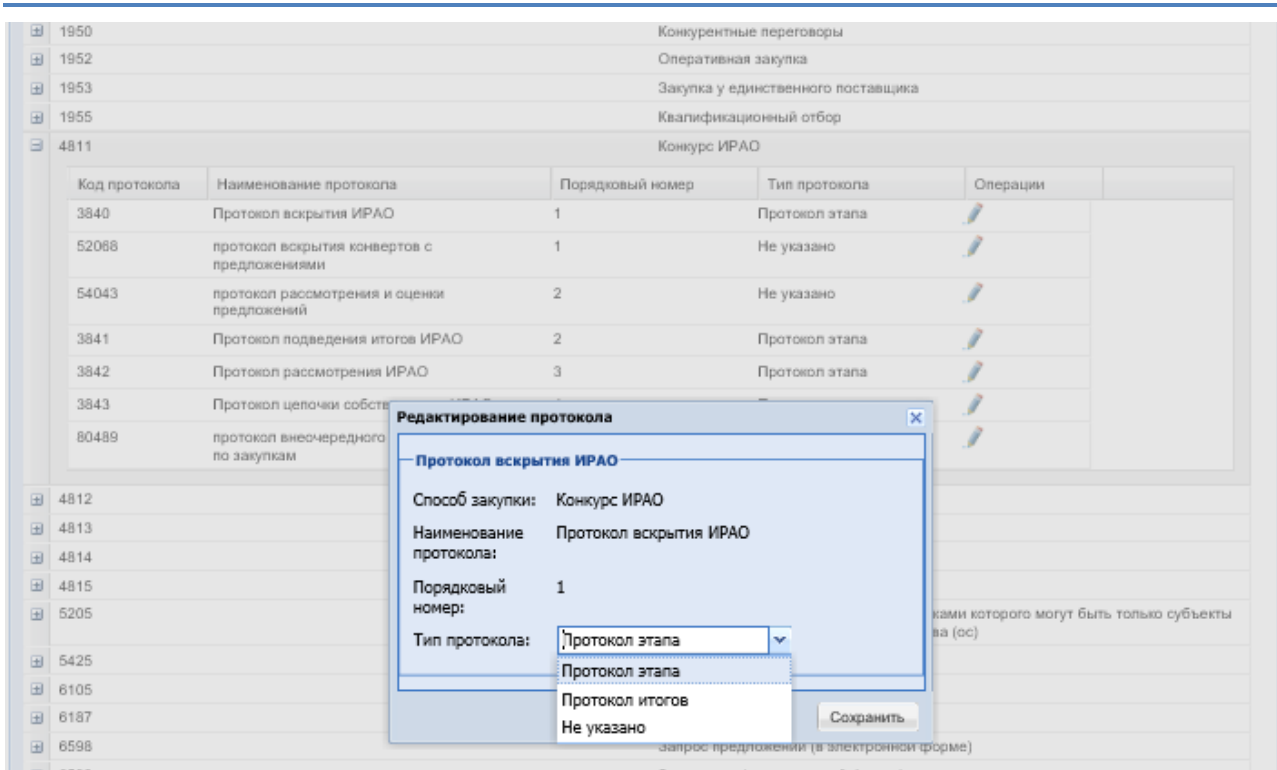 1950 Конкурентные переговоры
1952 Оперативная закупка
1953 Закупка у единственного поставщика
1955 Квалификационный отбор
4811 Конкурс ИРАО
Код протокола Наименование протокола Порядковый номер Тип протокола Операции
3840 Протокол вскрытия ИРАО 1 Протокол этапа
52068 протокол вскрытия конвертов с предложениями 1 Не указано
54043 протокол рассмотрения и оценки предложений 2 Не указано
3841 Протокол подведения итогов ИРАО 2 Протокол этапа
3842 Протокол рассмотрения ИРАО 3 Протокол этапа
3843 Протокол цепочки
80489 протокол внеочередного
по закупкам
Редактирование протокола
Протокол вскрытия ИРАО
Способ закупки: Конкурс ИРАО
Наименование протокола: Протокол вскрытия ИРАО
Порядковый номер: 1
Тип протокола: Протокол этапа
Протокол этапа
Протокол итогов
Не указано
Сохранить
4812
4813
4814
4815
5205 которого могут быть только субъекты
(ос)
5425
6105
6187
6598 Запрос предложений (в электронной форме)